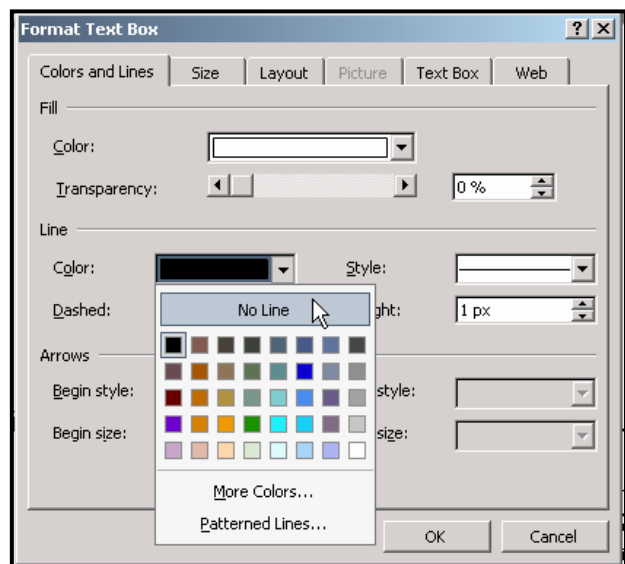 Format Text Box
Colors and Lines Size Layout Picture Text Box Web
Fill
Color:
Transparency: 0 %
Line
Color: Style:
Dashed: ght: 1 px
No Line
Arrows
Begin style: style:
Begin size: size:
More Colors...
Patterned Lines...
OK Cancel